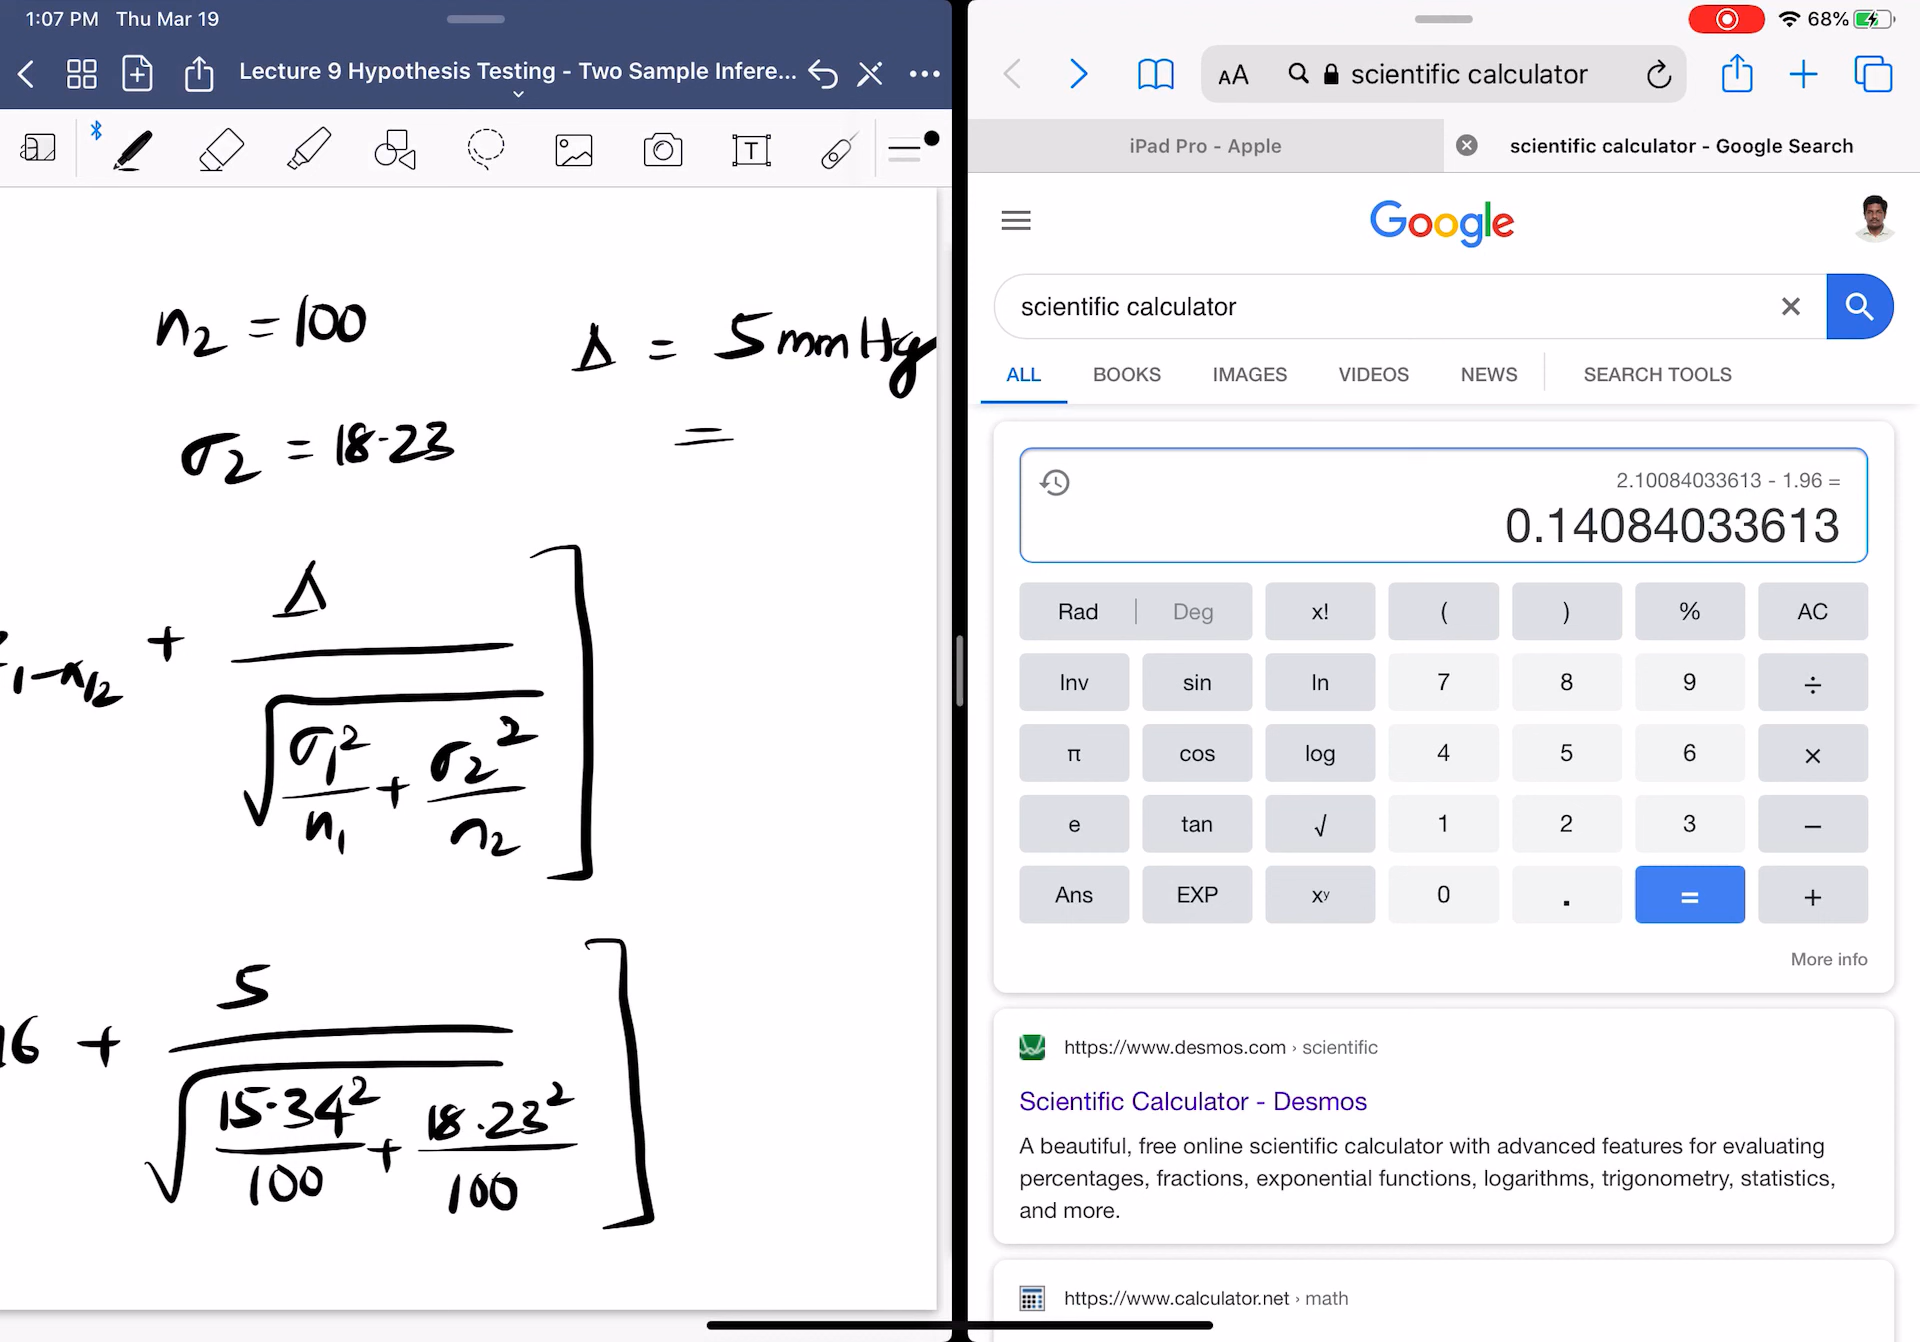 1:07 PM Thu Mar 19
Lecture 9 Hypothesis Testing - Two Sample Infere...
n₂ = 100
Δ = 5 mmHg
σ₂ = 18.23
=
1-α/2 + Δ
√ σ₁² + σ₂²
n₁ n₂
96 + 5
√ 15.34² + 18.23²
100 100
68%
AA scientific calculator
iPad Pro - Apple
scientific calculator - Google Search
Google
scientific calculator
ALL BOOKS IMAGES VIDEOS NEWS SEARCH TOOLS
2.10084033613 - 1.96 =
0.14084033613
Rad | Deg x! ( ) % AC
Inv sin ln 7 8 9 ÷
π cos log 4 5 6 ×
e tan √ 1 2 3 −
Ans EXP xʸ 0 . = +
More info
https://www.desmos.com › scientific
Scientific Calculator - Desmos
A beautiful, free online scientific calculator with advanced features for evaluating
percentages, fractions, exponential functions, logarithms, trigonometry, statistics,
and more.
https://www.calculator.net › math